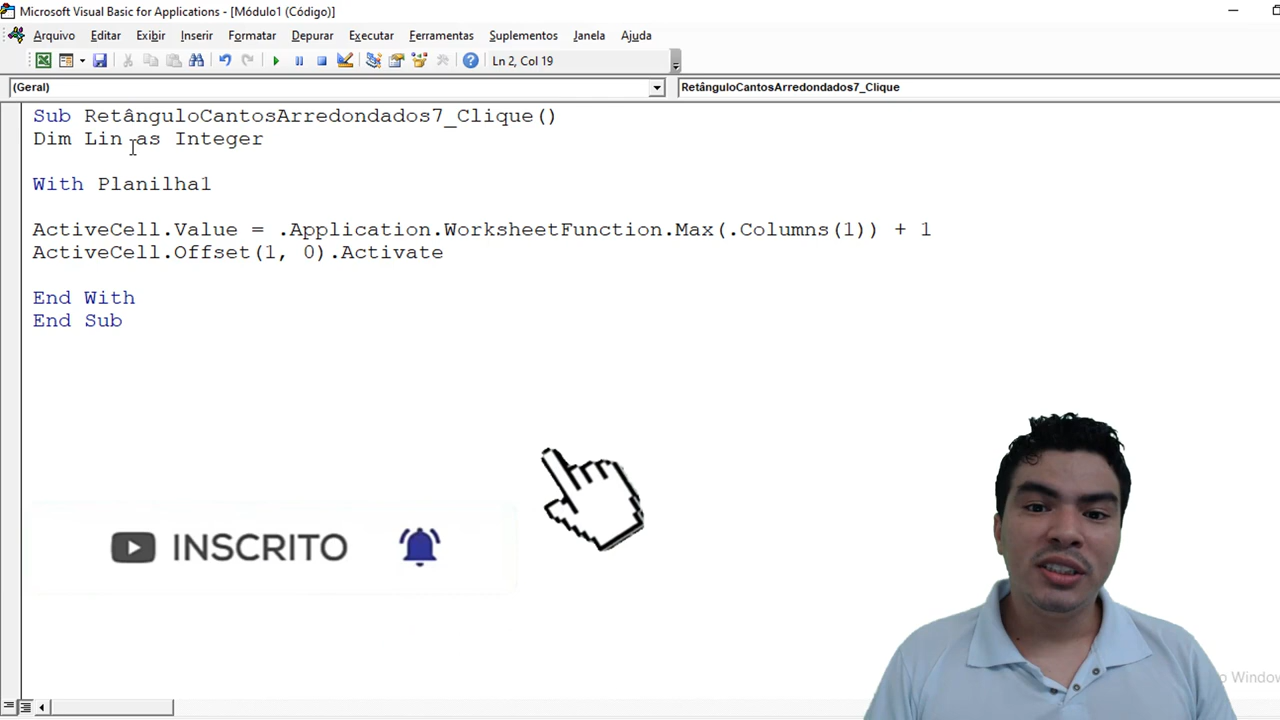 Microsoft Visual Basic for Applications - [Módulo1 (Código)]
Arquivo Editar Exibir Inserir Formatar Depurar Executar Ferramentas Suplementos Janela Ajuda
Ln 2, Col 19
(Geral) RetânguloCantosArredondados7_Clique
Sub RetânguloCantosArredondados7_Clique()
Dim Lin as Integer
With Planilha1
ActiveCell.Value = .Application.WorksheetFunction.Max(.Columns(1)) + 1
ActiveCell.Offset(1, 0).Activate
End With
End Sub
INSCRITO
o Window